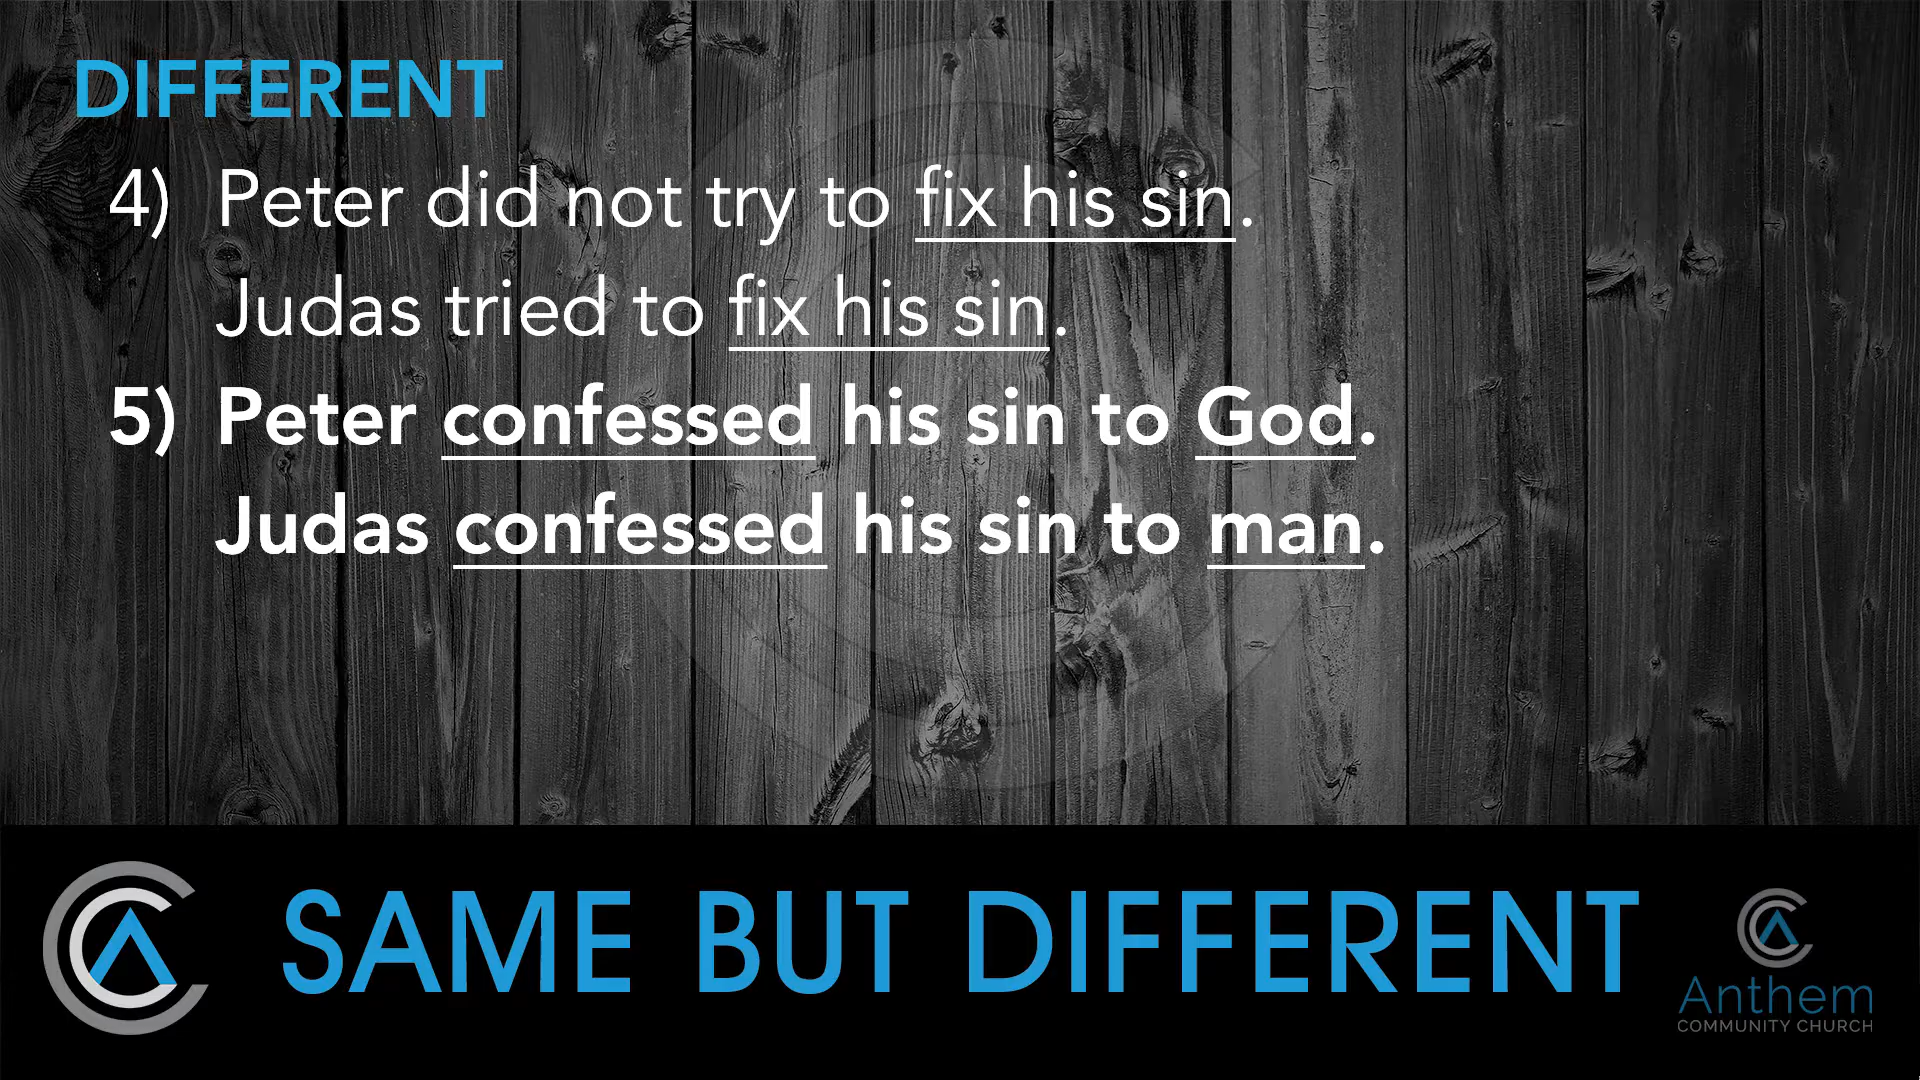 DIFFERENT
4) Peter did not try to fix his sin.
Judas tried to fix his sin.
5) Peter confessed his sin to God.
Judas confessed his sin to man.
SAME BUT DIFFERENT
Anthem
COMMUNITY CHURCH